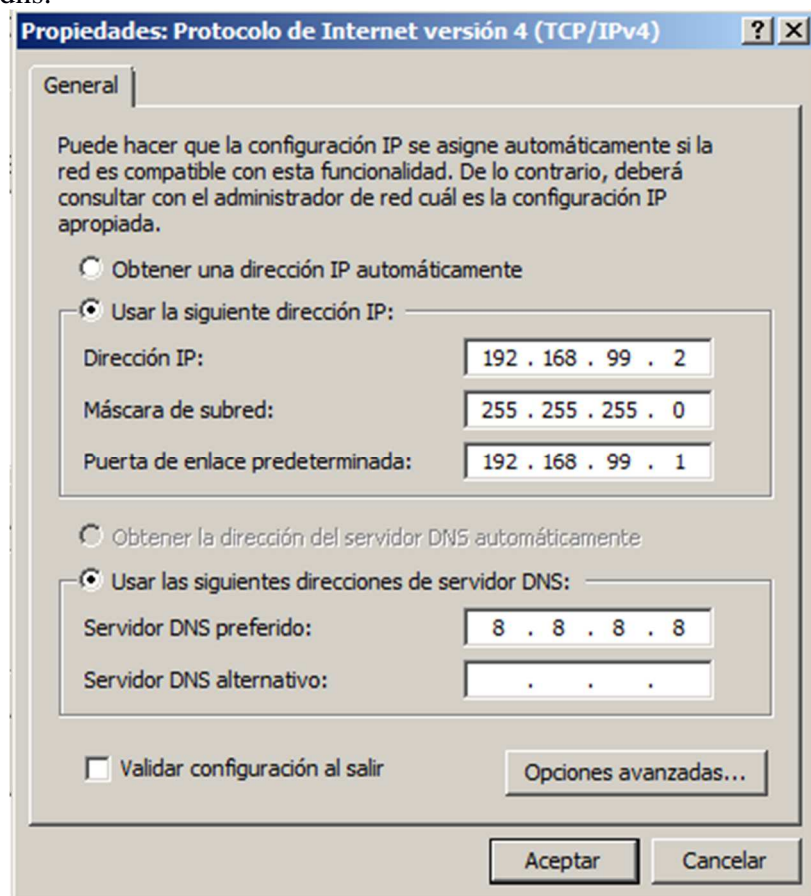 dns.
Propiedades: Protocolo de Internet versión 4 (TCP/IPv4)
General
Puede hacer que la configuración IP se asigne automáticamente si la
red es compatible con esta funcionalidad. De lo contrario, deberá
consultar con el administrador de red cuál es la configuración IP
apropiada.
Obtener una dirección IP automáticamente
Usar la siguiente dirección IP:
Dirección IP: 192 . 168 . 99 . 2
Máscara de subred: 255 . 255 . 255 . 0
Puerta de enlace predeterminada: 192 . 168 . 99 . 1
Obtener la dirección del servidor DNS automáticamente
Usar las siguientes direcciones de servidor DNS:
Servidor DNS preferido: 8 . 8 . 8 . 8
Servidor DNS alternativo: . . .
Validar configuración al salir Opciones avanzadas...
Aceptar Cancelar